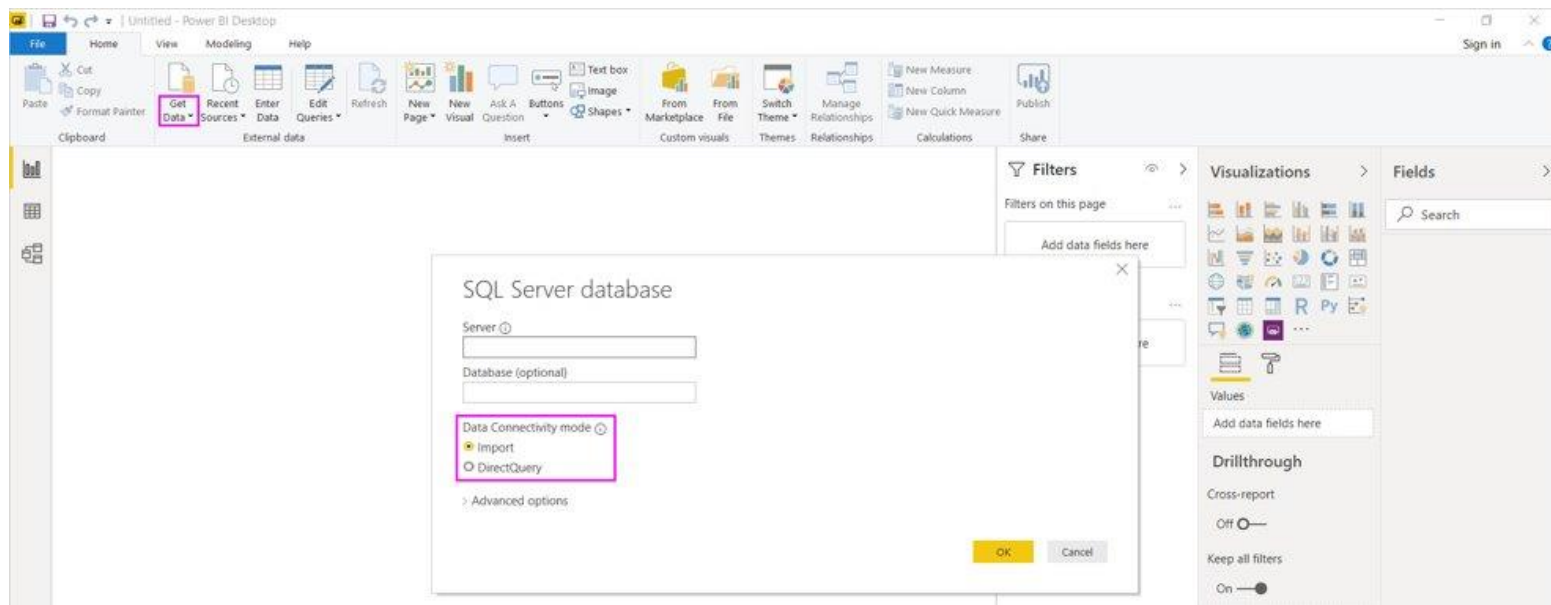 Untitled - Power BI Desktop
File Home View Modeling Help
Sign in
Paste
Cut
Copy
Format Painter
Clipboard
Get Data
Recent Sources
Enter Data
Edit Queries
Refresh
External data
New Page
New Visual
Ask A Question
Buttons
Text box
Image
Shapes
Insert
From Marketplace
From File
Custom visuals
Switch Theme
Themes
Manage Relationships
Relationships
New Measure
New Column
New Quick Measure
Calculations
Publish
Share
Filters
Filters on this page
...
Add data fields here
...
re
SQL Server database
Server
Database (optional)
Data Connectivity mode
Import
DirectQuery
Advanced options
OK
Cancel
Visualizations
R Py
...
Values
Add data fields here
Drillthrough
Cross-report
Off
Keep all filters
On
Fields
Search